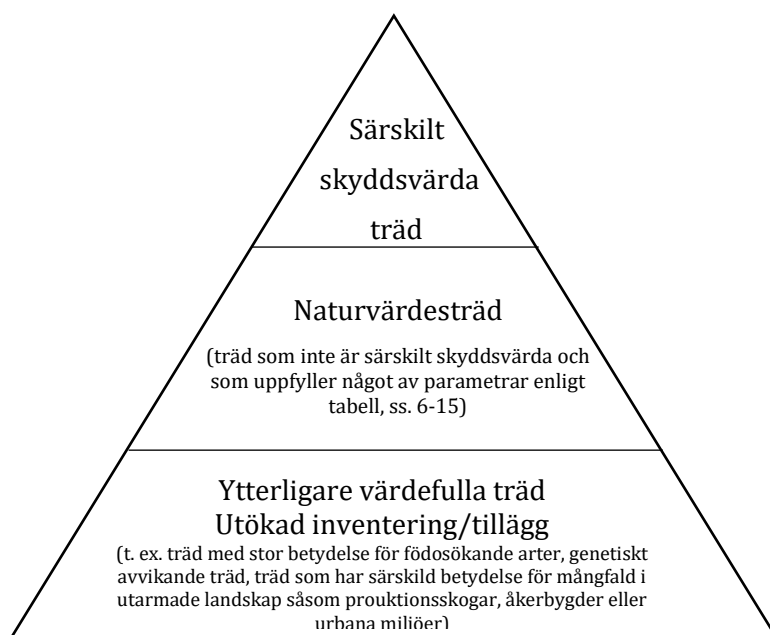 Särskilt
skyddsvärda
träd
Naturvärdesträd
(träd som inte är särskilt skyddsvärda och
som uppfyller något av parametrar enligt
tabell, ss. 6-15)
Ytterligare värdefulla träd
Utökad inventering/tillägg
(t. ex. träd med stor betydelse för födosökande arter, genetiskt
avvikande träd, träd som har särskild betydelse för mångfald i
utarmade landskap såsom prouktionsskogar, åkerbygder eller
urbana miljöer)